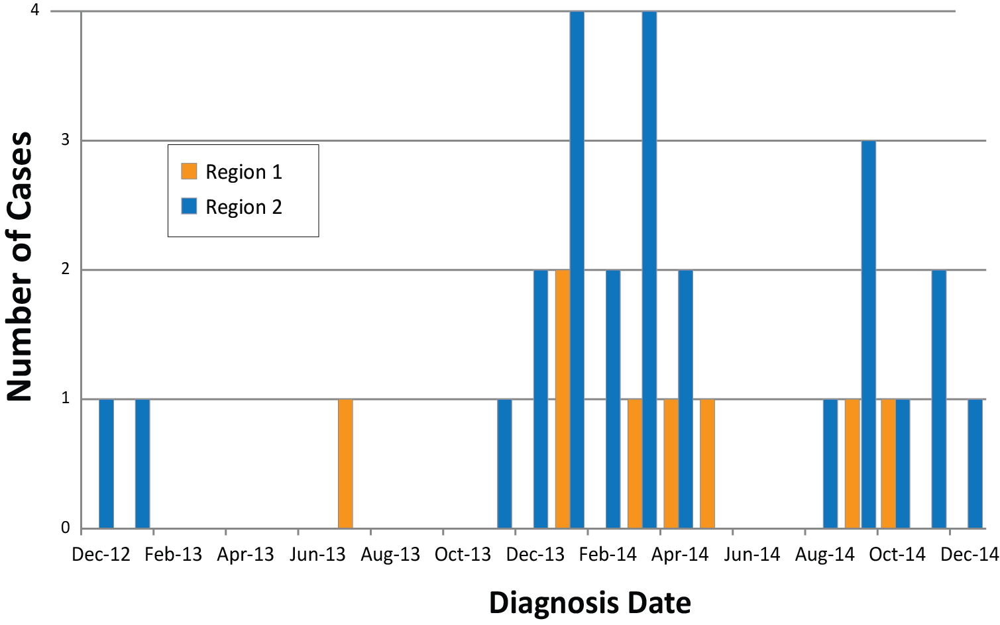 Number of Cases
4
3
2
1
0
Region 1
Region 2
Dec-12 Feb-13 Apr-13 Jun-13 Aug-13 Oct-13 Dec-13 Feb-14 Apr-14 Jun-14 Aug-14 Oct-14 Dec-14
Diagnosis Date